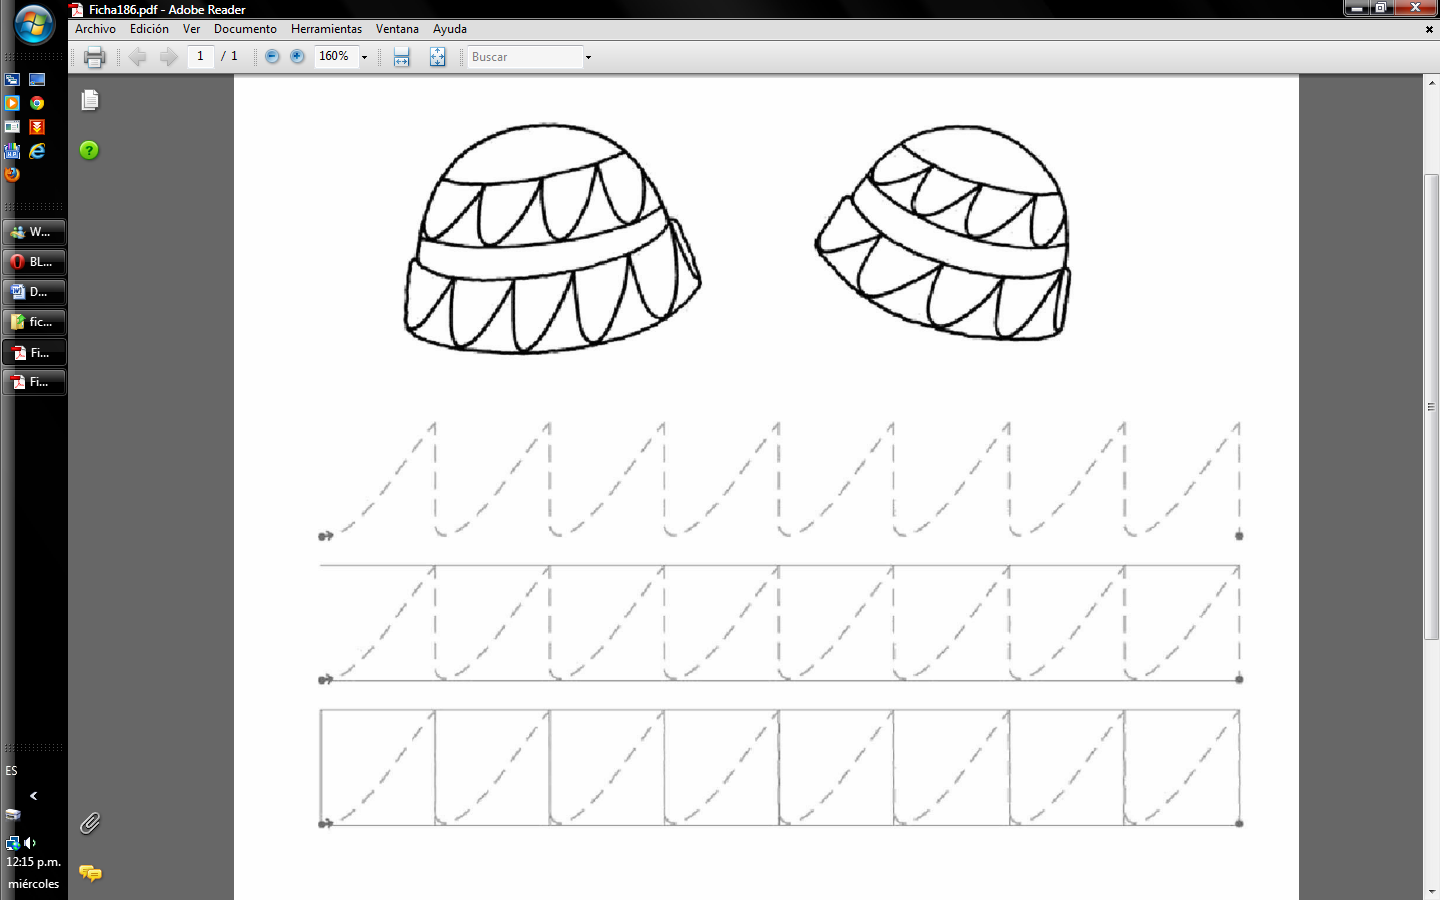 Ficha186.pdf - Adobe Reader
Archivo Edición Ver Documento Herramientas Ventana Ayuda
1 / 1 160% Buscar
W...
BL...
D...
fic...
Fi...
Fi...
ES
12:15 p.m.
miércoles